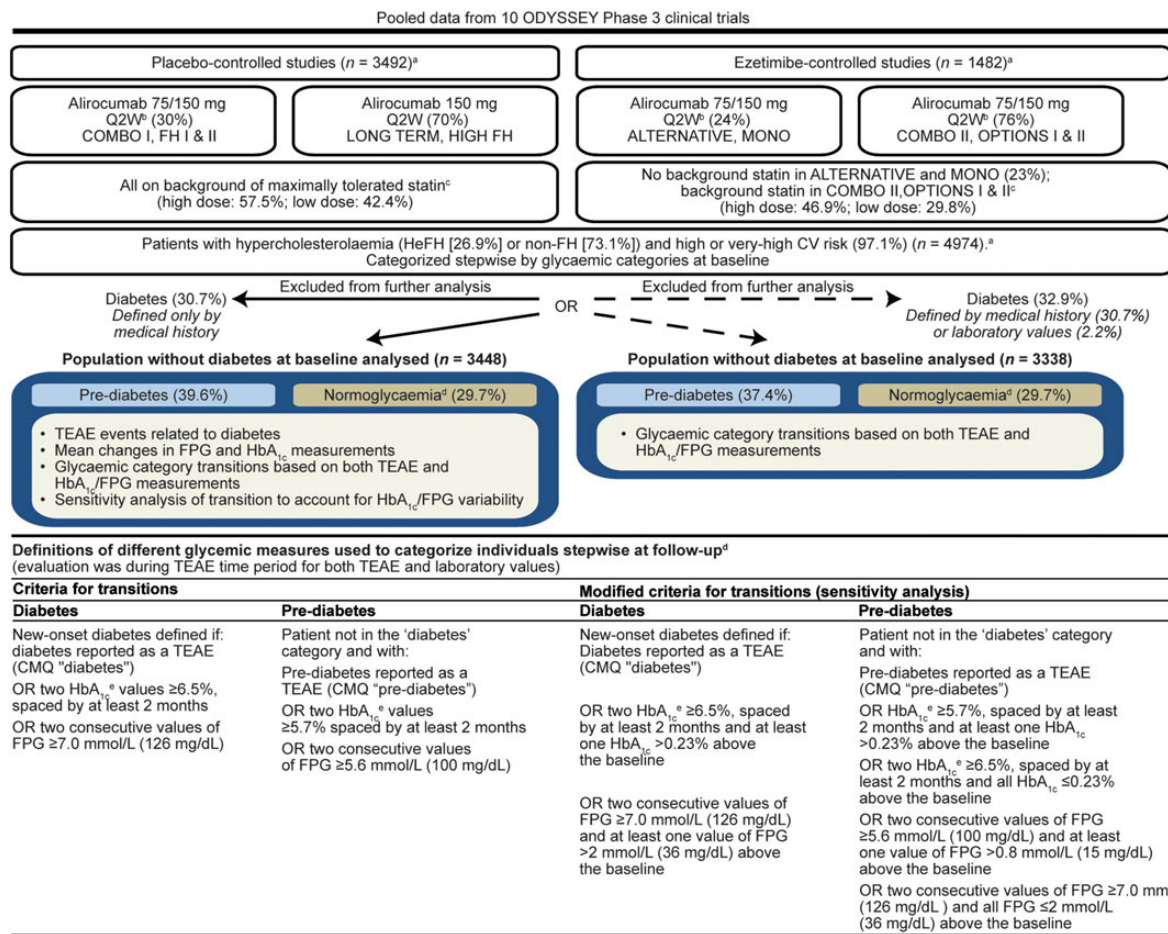 Pooled data from 10 ODYSSEY Phase 3 clinical trials
Placebo-controlled studies (n = 3492)ᵃ
Ezetimibe-controlled studies (n = 1482)ᵃ
Alirocumab 75/150 mg
Q2Wᵇ (30%)
COMBO I, FH I & II
Alirocumab 150 mg
Q2W (70%)
LONG TERM, HIGH FH
Alirocumab 75/150 mg
Q2Wᵇ (24%)
ALTERNATIVE, MONO
Alirocumab 75/150 mg
Q2Wᵇ (76%)
COMBO II, OPTIONS I & II
All on background of maximally tolerated statinᶜ
(high dose: 57.5%; low dose: 42.4%)
No background statin in ALTERNATIVE and MONO (23%);
background statin in COMBO II,OPTIONS I & IIᶜ
(high dose: 46.9%; low dose: 29.8%)
Patients with hypercholesterolaemia (HeFH [26.9%] or non-FH [73.1%]) and high or very-high CV risk (97.1%) (n = 4974).ᵃ
Categorized stepwise by glycaemic categories at baseline
Excluded from further analysis
Excluded from further analysis
Diabetes (30.7%)
Defined only by
medical history
OR
Diabetes (32.9%)
Defined by medical history (30.7%)
or laboratory values (2.2%)
Population without diabetes at baseline analysed (n = 3448)
Pre-diabetes (39.6%)
Normoglycaemiaᵈ (29.7%)
• TEAE events related to diabetes
• Mean changes in FPG and HbA₁c measurements
• Glycaemic category transitions based on both TEAE and
HbA₁c/FPG measurements
• Sensitivity analysis of transition to account for HbA₁c/FPG variability
Population without diabetes at baseline analysed (n = 3338)
Pre-diabetes (37.4%)
Normoglycaemiaᵈ (29.7%)
• Glycaemic category transitions based on both TEAE and
HbA₁c/FPG measurements
Definitions of different glycemic measures used to categorize individuals stepwise at follow-upᵈ
(evaluation was during TEAE time period for both TEAE and laboratory values)
Criteria for transitions
Diabetes
New-onset diabetes defined if:
diabetes reported as a TEAE
(CMQ "diabetes")
OR two HbA₁cᵉ values ≥6.5%,
spaced by at least 2 months
OR two consecutive values of
FPG ≥7.0 mmol/L (126 mg/dL)
Pre-diabetes
Patient not in the ‘diabetes’
category and with:
Pre-diabetes reported as a
TEAE (CMQ “pre-diabetes”)
OR two HbA₁cᵉ values
≥5.7% spaced by at least 2 months
OR two consecutive values
of FPG ≥5.6 mmol/L (100 mg/dL)
Modified criteria for transitions (sensitivity analysis)
Diabetes
New-onset diabetes defined if:
Diabetes reported as a TEAE
(CMQ "diabetes")
OR two HbA₁cᵉ ≥6.5%, spaced
by at least 2 months and at least
one HbA₁c >0.23% above
the baseline
OR two consecutive values of
FPG ≥7.0 mmol/L (126 mg/dL)
and at least one value of FPG
>2 mmol/L (36 mg/dL) above
the baseline
Pre-diabetes
Patient not in the ‘diabetes’ category
and with:
Pre-diabetes reported as a
TEAE (CMQ “pre-diabetes”)
OR HbA₁cᵉ ≥5.7%, spaced by at least
2 months and at least one HbA₁c
>0.23% above the baseline
OR two HbA₁cᵉ ≥6.5%, spaced by at
least 2 months and all HbA₁c ≤0.23%
above the baseline
OR two consecutive values of FPG
≥5.6 mmol/L (100 mg/dL) and at least
one value of FPG >0.8 mmol/L (15 mg/dL)
above the baseline
OR two consecutive values of FPG ≥7.0 mm
(126 mg/dL ) and all FPG ≤2 mmol/L
(36 mg/dL) above the baseline